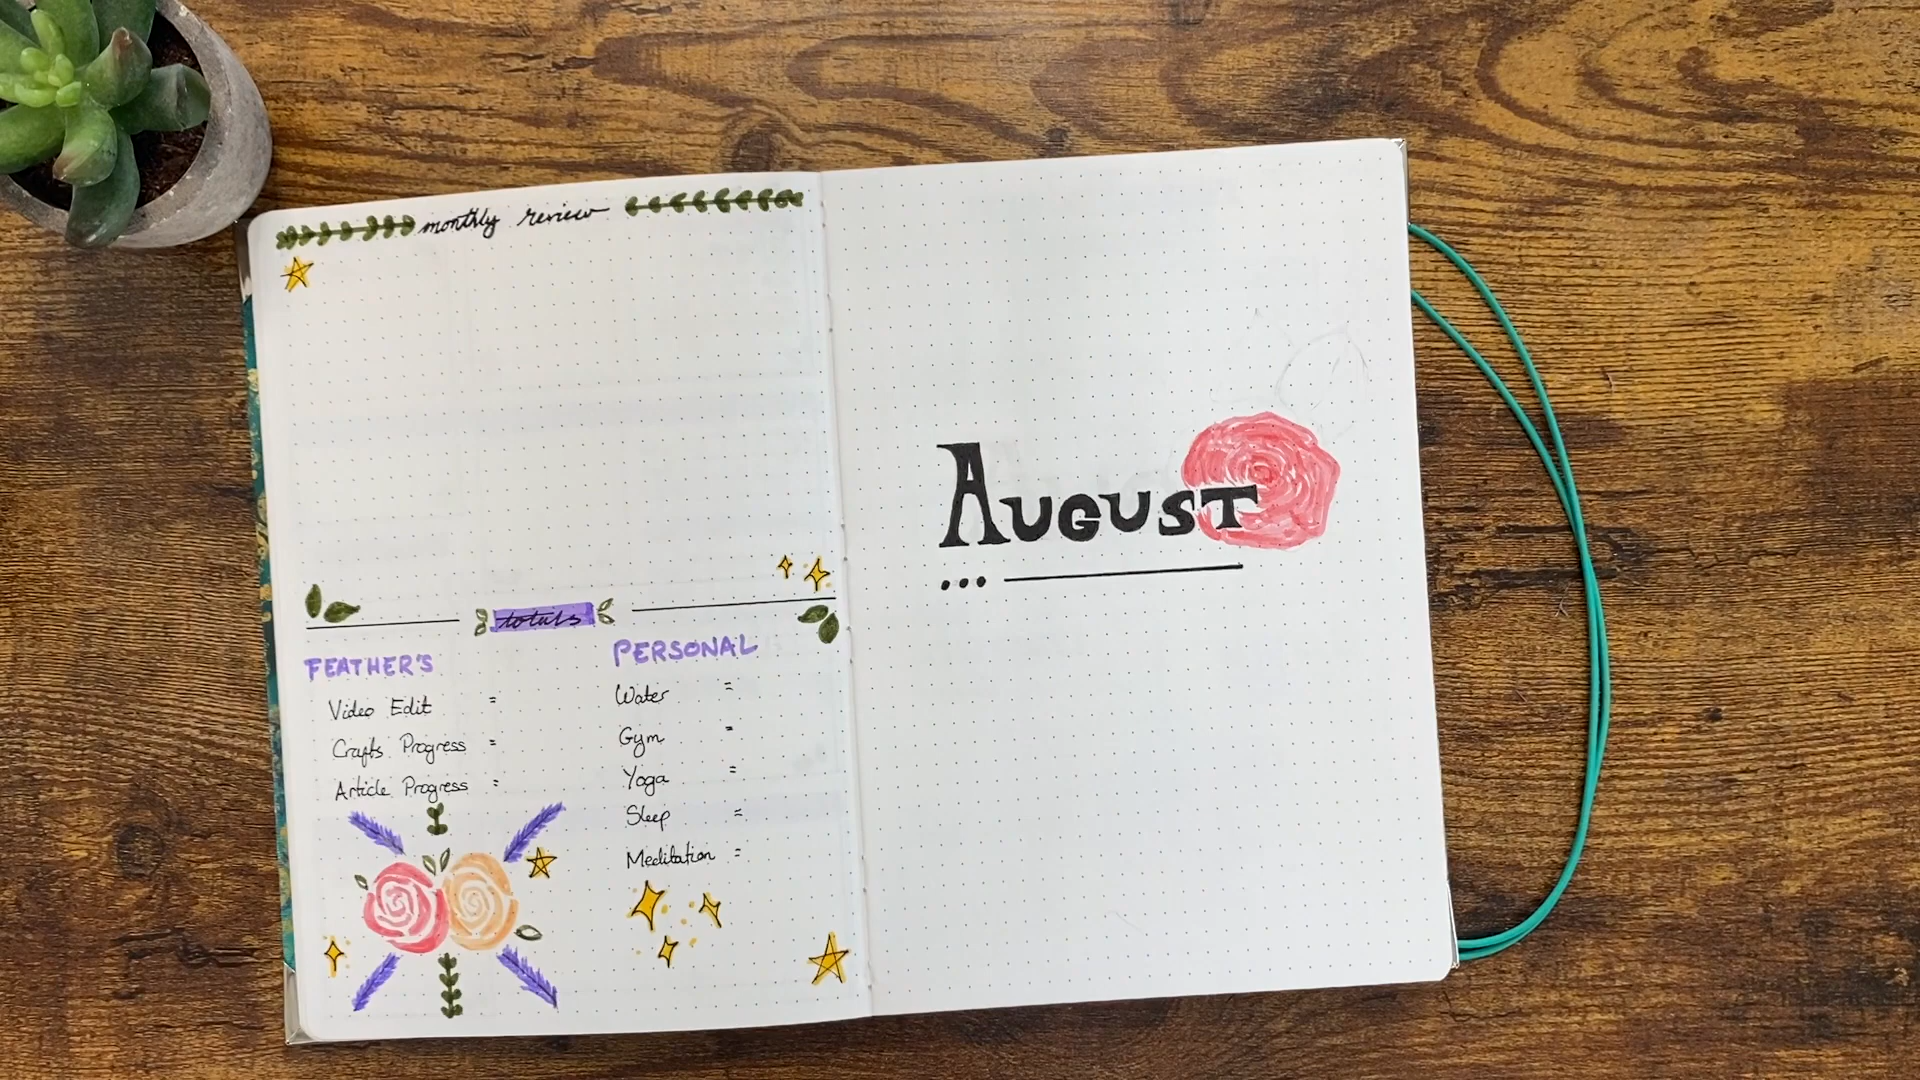 monthly review
totals
FEATHER'S
Video Edit =
Crafts Progress =
Article Progress =
PERSONAL
Water =
Gym =
Yoga =
Sleep =
Meditation =
AUGUST